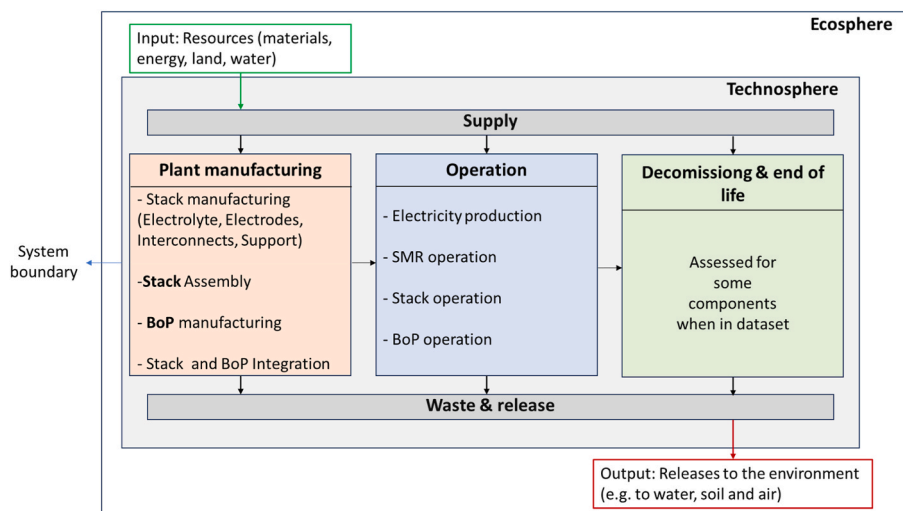 Ecosphere
Input: Resources (materials,
energy, land, water)
Technosphere
Supply
Plant manufacturing
- Stack manufacturing
(Electrolyte, Electrodes,
Interconnects, Support)
-Stack Assembly
- BoP manufacturing
- Stack and BoP Integration
Operation
- Electricity production
- SMR operation
- Stack operation
- BoP operation
Decomissiong & end of
life
Assessed for
some
components
when in dataset
System
boundary
Waste & release
Output: Releases to the environment
(e.g. to water, soil and air)